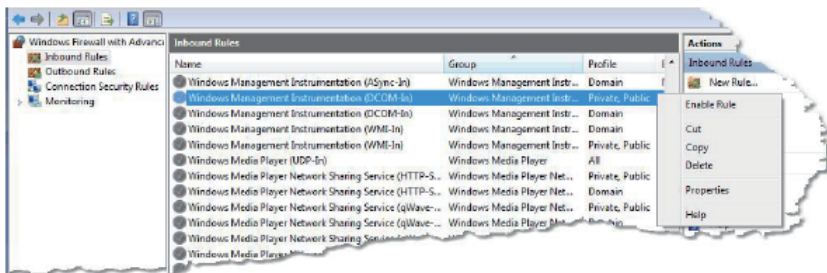 Windows Firewall with Advanc
Inbound Rules
Outbound Rules
Connection Security Rules
Monitoring
Inbound Rules
Name Group Profile
Windows Management Instrumentation (ASync-In) Windows Management Instr... Domain
Windows Management Instrumentation (DCOM-In) Windows Management Instr... Private, Public
Windows Management Instrumentation (DCOM-In) Windows Management Instr... Domain
Windows Management Instrumentation (WMI-In) Windows Management Instr... Domain
Windows Management Instrumentation (WMI-In) Windows Management Instr... Private, Public
Windows Media Player (UDP-In) Windows Media Player All
Windows Media Player Network Sharing Service (HTTP-S... Windows Media Player Net... Private, Public
Windows Media Player Network Sharing Service (HTTP-S... Windows Media Player Net... Domain
Windows Media Player Network Sharing Service (qWave-... Windows Media Player Net... Private, Public
Windows Media Player Network Sharing Service (qWave-... Windows Media Player Net...
Windows Media Player Network Sharing Service
Windows Media Player
Actions
Inbound Rules
New Rule...
Enable Rule
Cut
Copy
Delete
Properties
Help